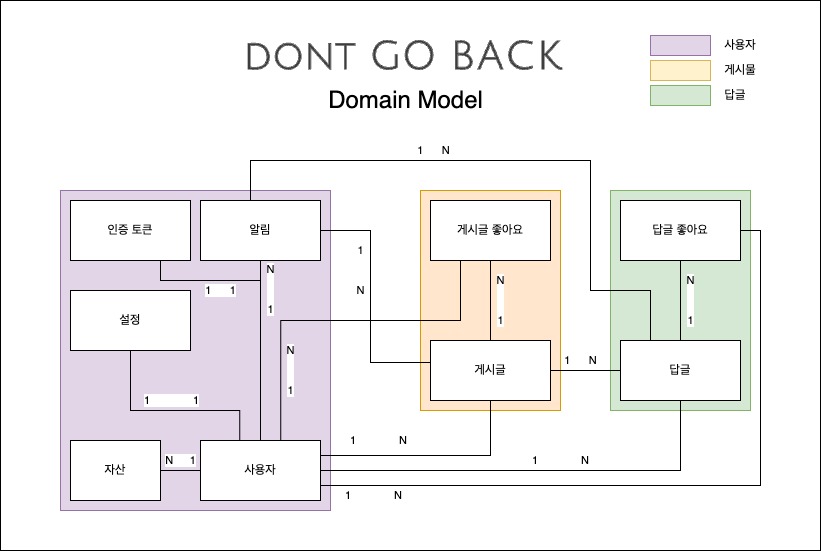 DONT GO BACK
Domain Model
사용자
게시물
답글
1 N
인증 토큰
알림
게시글 좋아요
답글 좋아요
1
N
1 1
N
1
N
1
N
1
N
설정
N
1
게시글
1 N
답글
1 1
자산
N 1
사용자
1 N
1 N
1 N